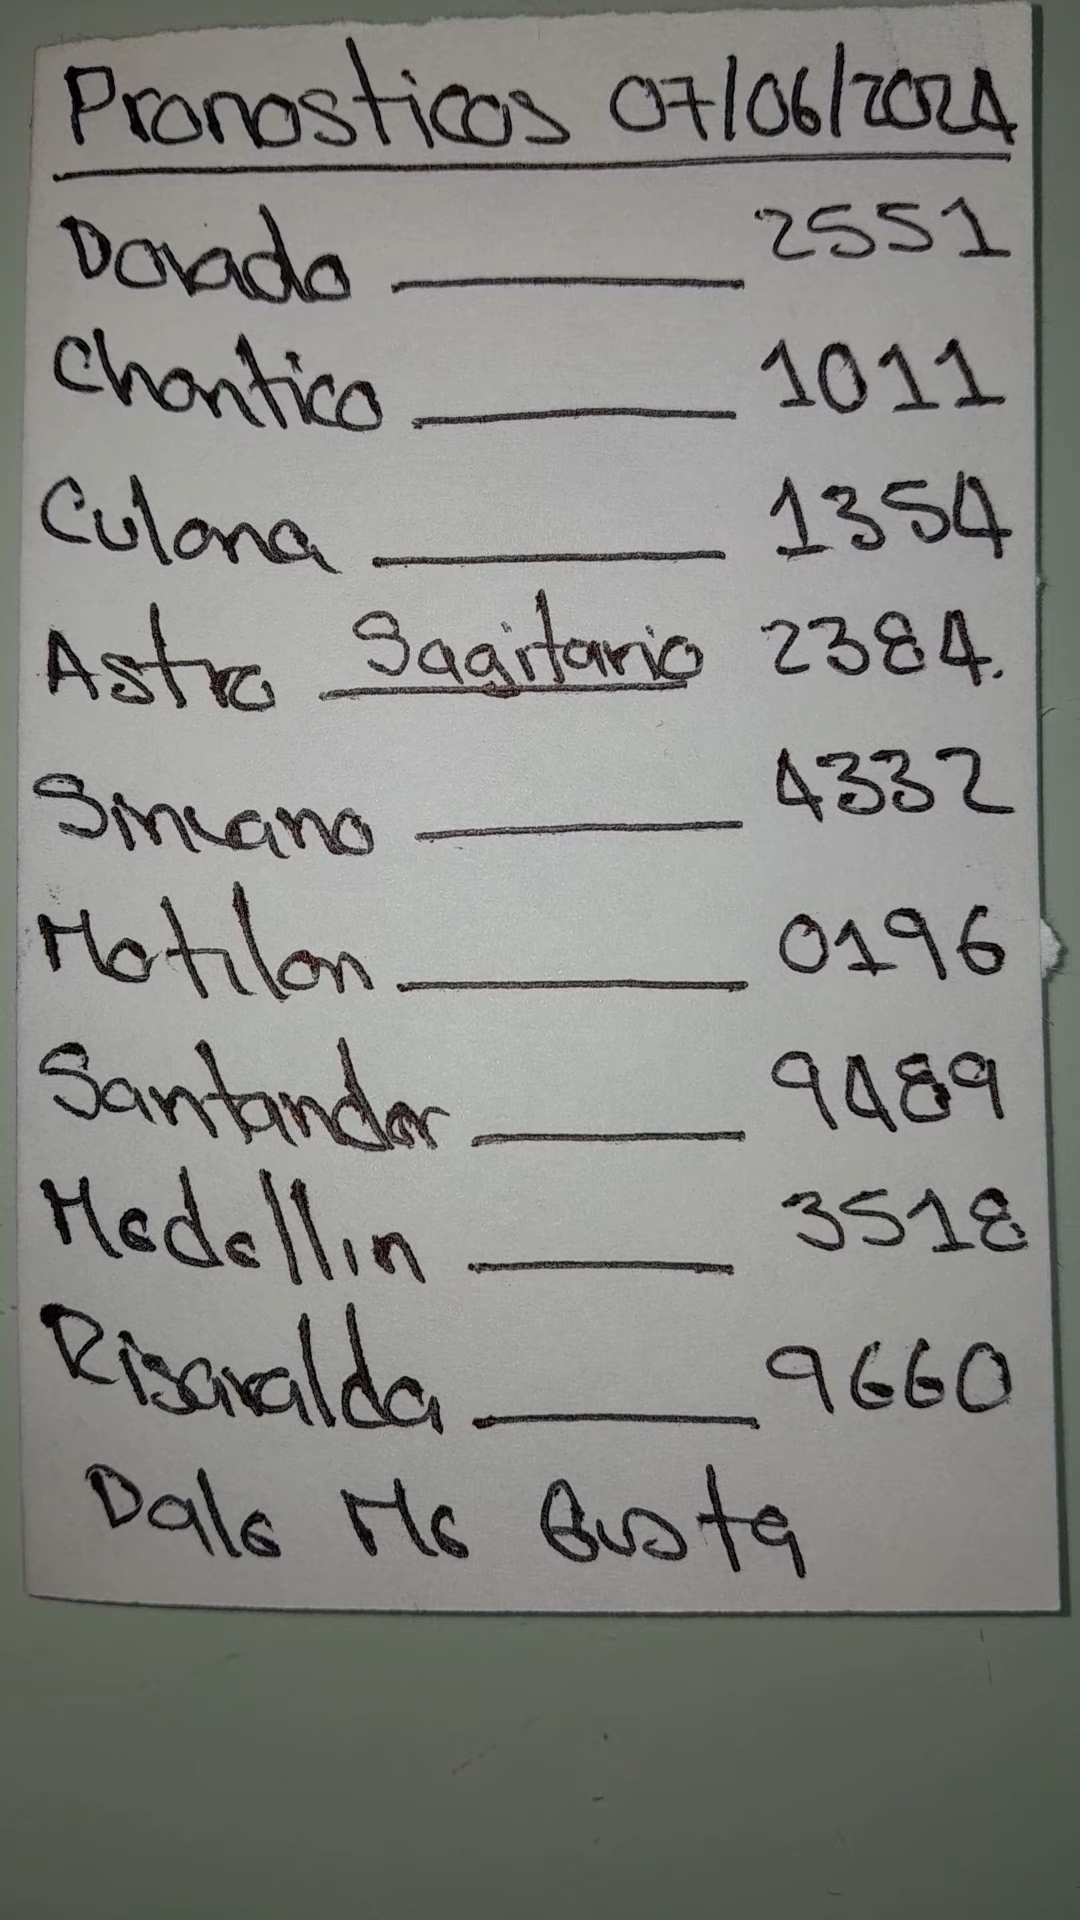 Pronosticos 07/06/2024
Dorado 2551
Chontico 1011
Culona 1354
Astro Sagitario 2384.
Sinuano 4332
Motilon 0196
Santander 9489
Medellin 3518
Risaralda 9660
Dale Me Gusta